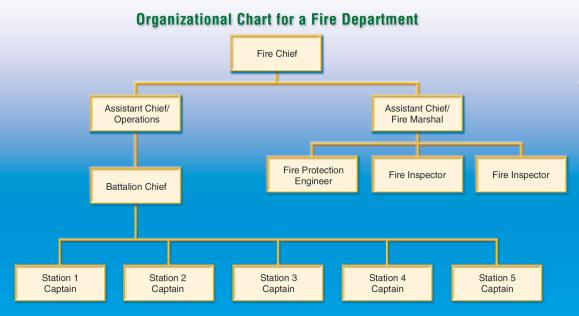 Organizational Chart for a Fire Department
Fire Chief
Assistant Chief/
Operations
Assistant Chief/
Fire Marshal
Battalion Chief
Fire Protection
Engineer
Fire Inspector
Fire Inspector
Station 1
Captain
Station 2
Captain
Station 3
Captain
Station 4
Captain
Station 5
Captain